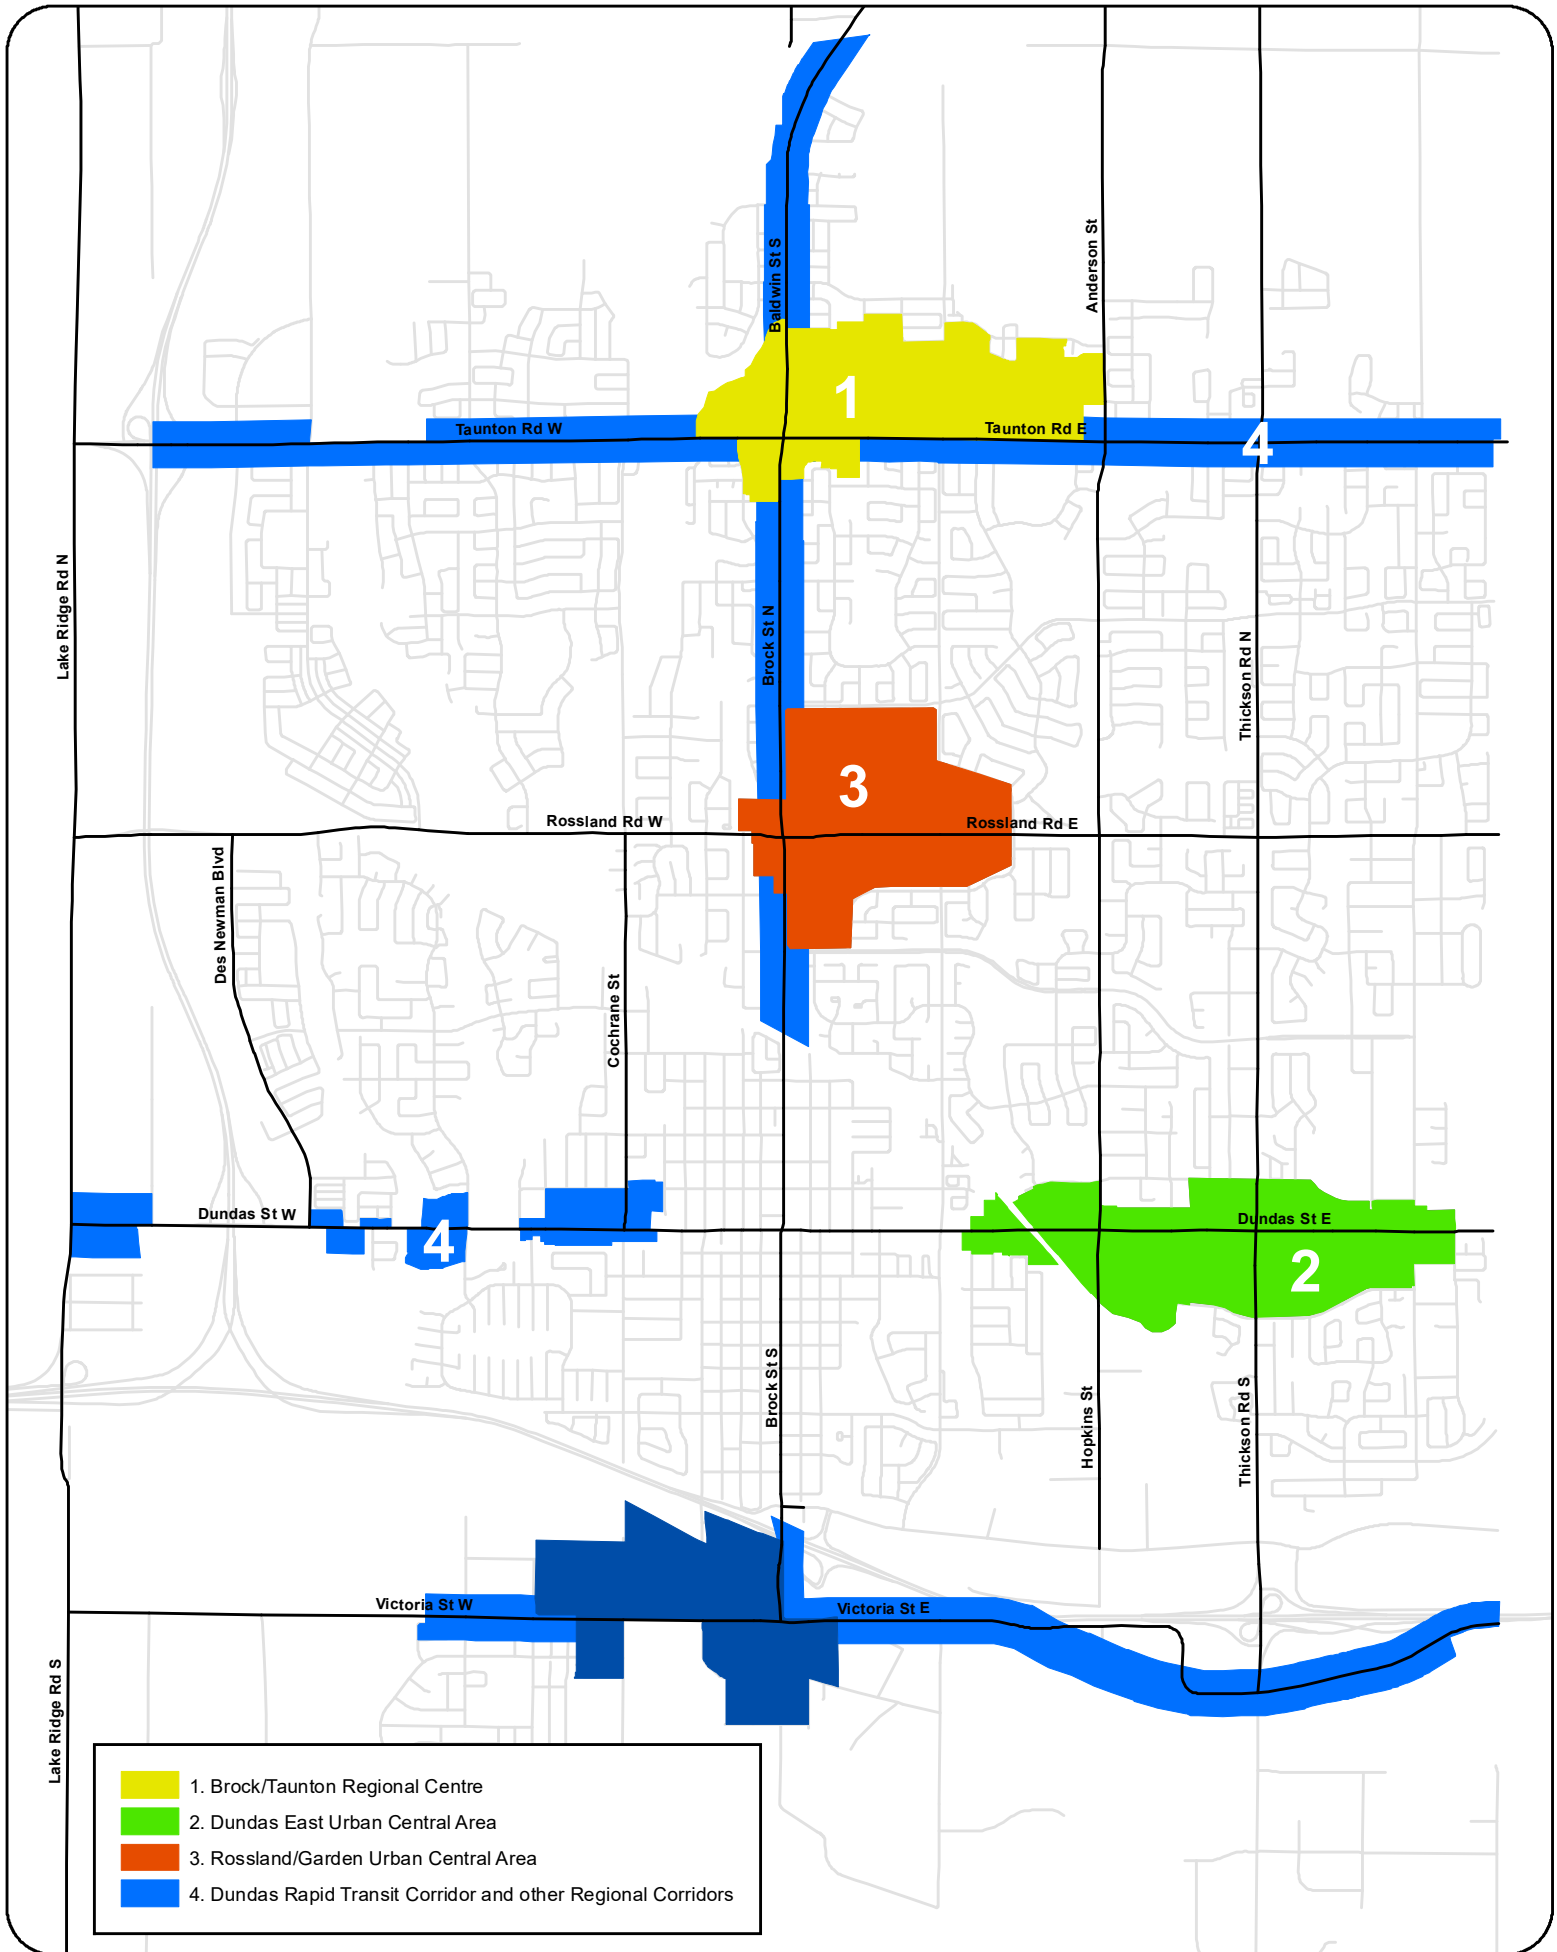 Anderson St
Baldwin St S
1
Taunton Rd W
Taunton Rd E
4
Lake Ridge Rd N
Brock St N
Thickson Rd N
3
Rossland Rd W
Rossland Rd E
Des Newman Blvd
Cochrane St
Dundas St W
4
Dundas St E
2
Brock St S
Hopkins St
Thickson Rd S
Victoria St W
Victoria St E
Lake Ridge Rd S
1. Brock/Taunton Regional Centre
2. Dundas East Urban Central Area
3. Rossland/Garden Urban Central Area
4. Dundas Rapid Transit Corridor and other Regional Corridors